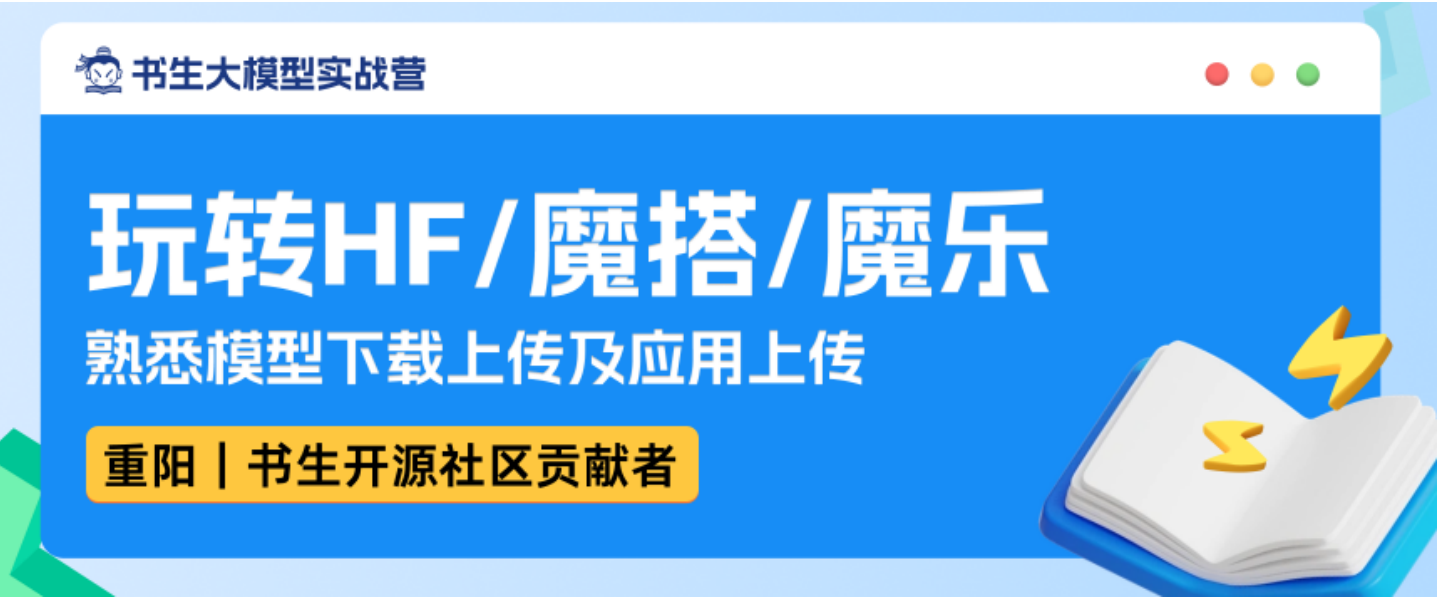 书生大模型实战营
玩转HF/魔搭/魔乐
熟悉模型下载上传及应用上传
重阳｜书生开源社区贡献者